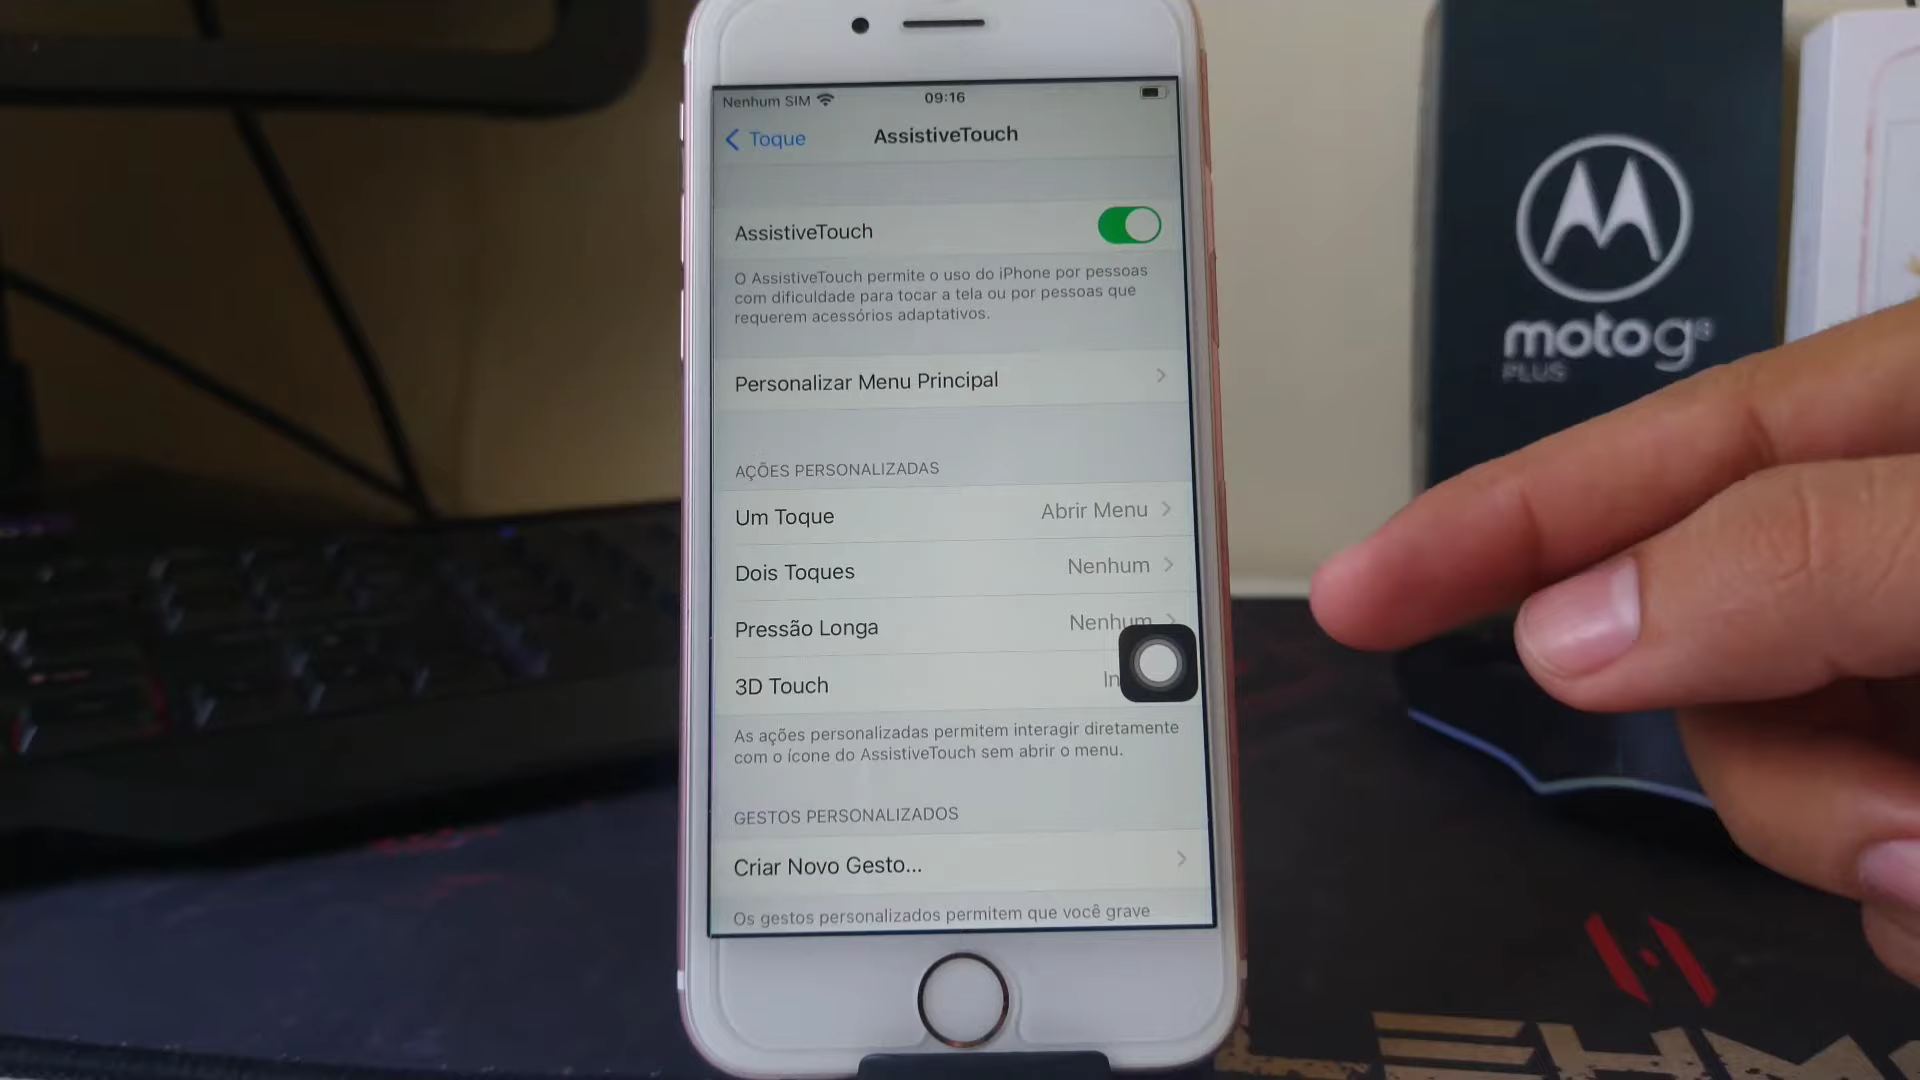 Nenhum SIM
09:16
Toque
AssistiveTouch
AssistiveTouch
O AssistiveTouch permite o uso do iPhone por pessoas
com dificuldade para tocar a tela ou por pessoas que
requerem acessórios adaptativos.
Personalizar Menu Principal
AÇÕES PERSONALIZADAS
Um Toque Abrir Menu
Dois Toques Nenhum
Pressão Longa Nenhum
3D Touch
As ações personalizadas permitem interagir diretamente
com o ícone do AssistiveTouch sem abrir o menu.
GESTOS PERSONALIZADOS
Criar Novo Gesto...
Os gestos personalizados permitem que você grave
moto g8
PLUS